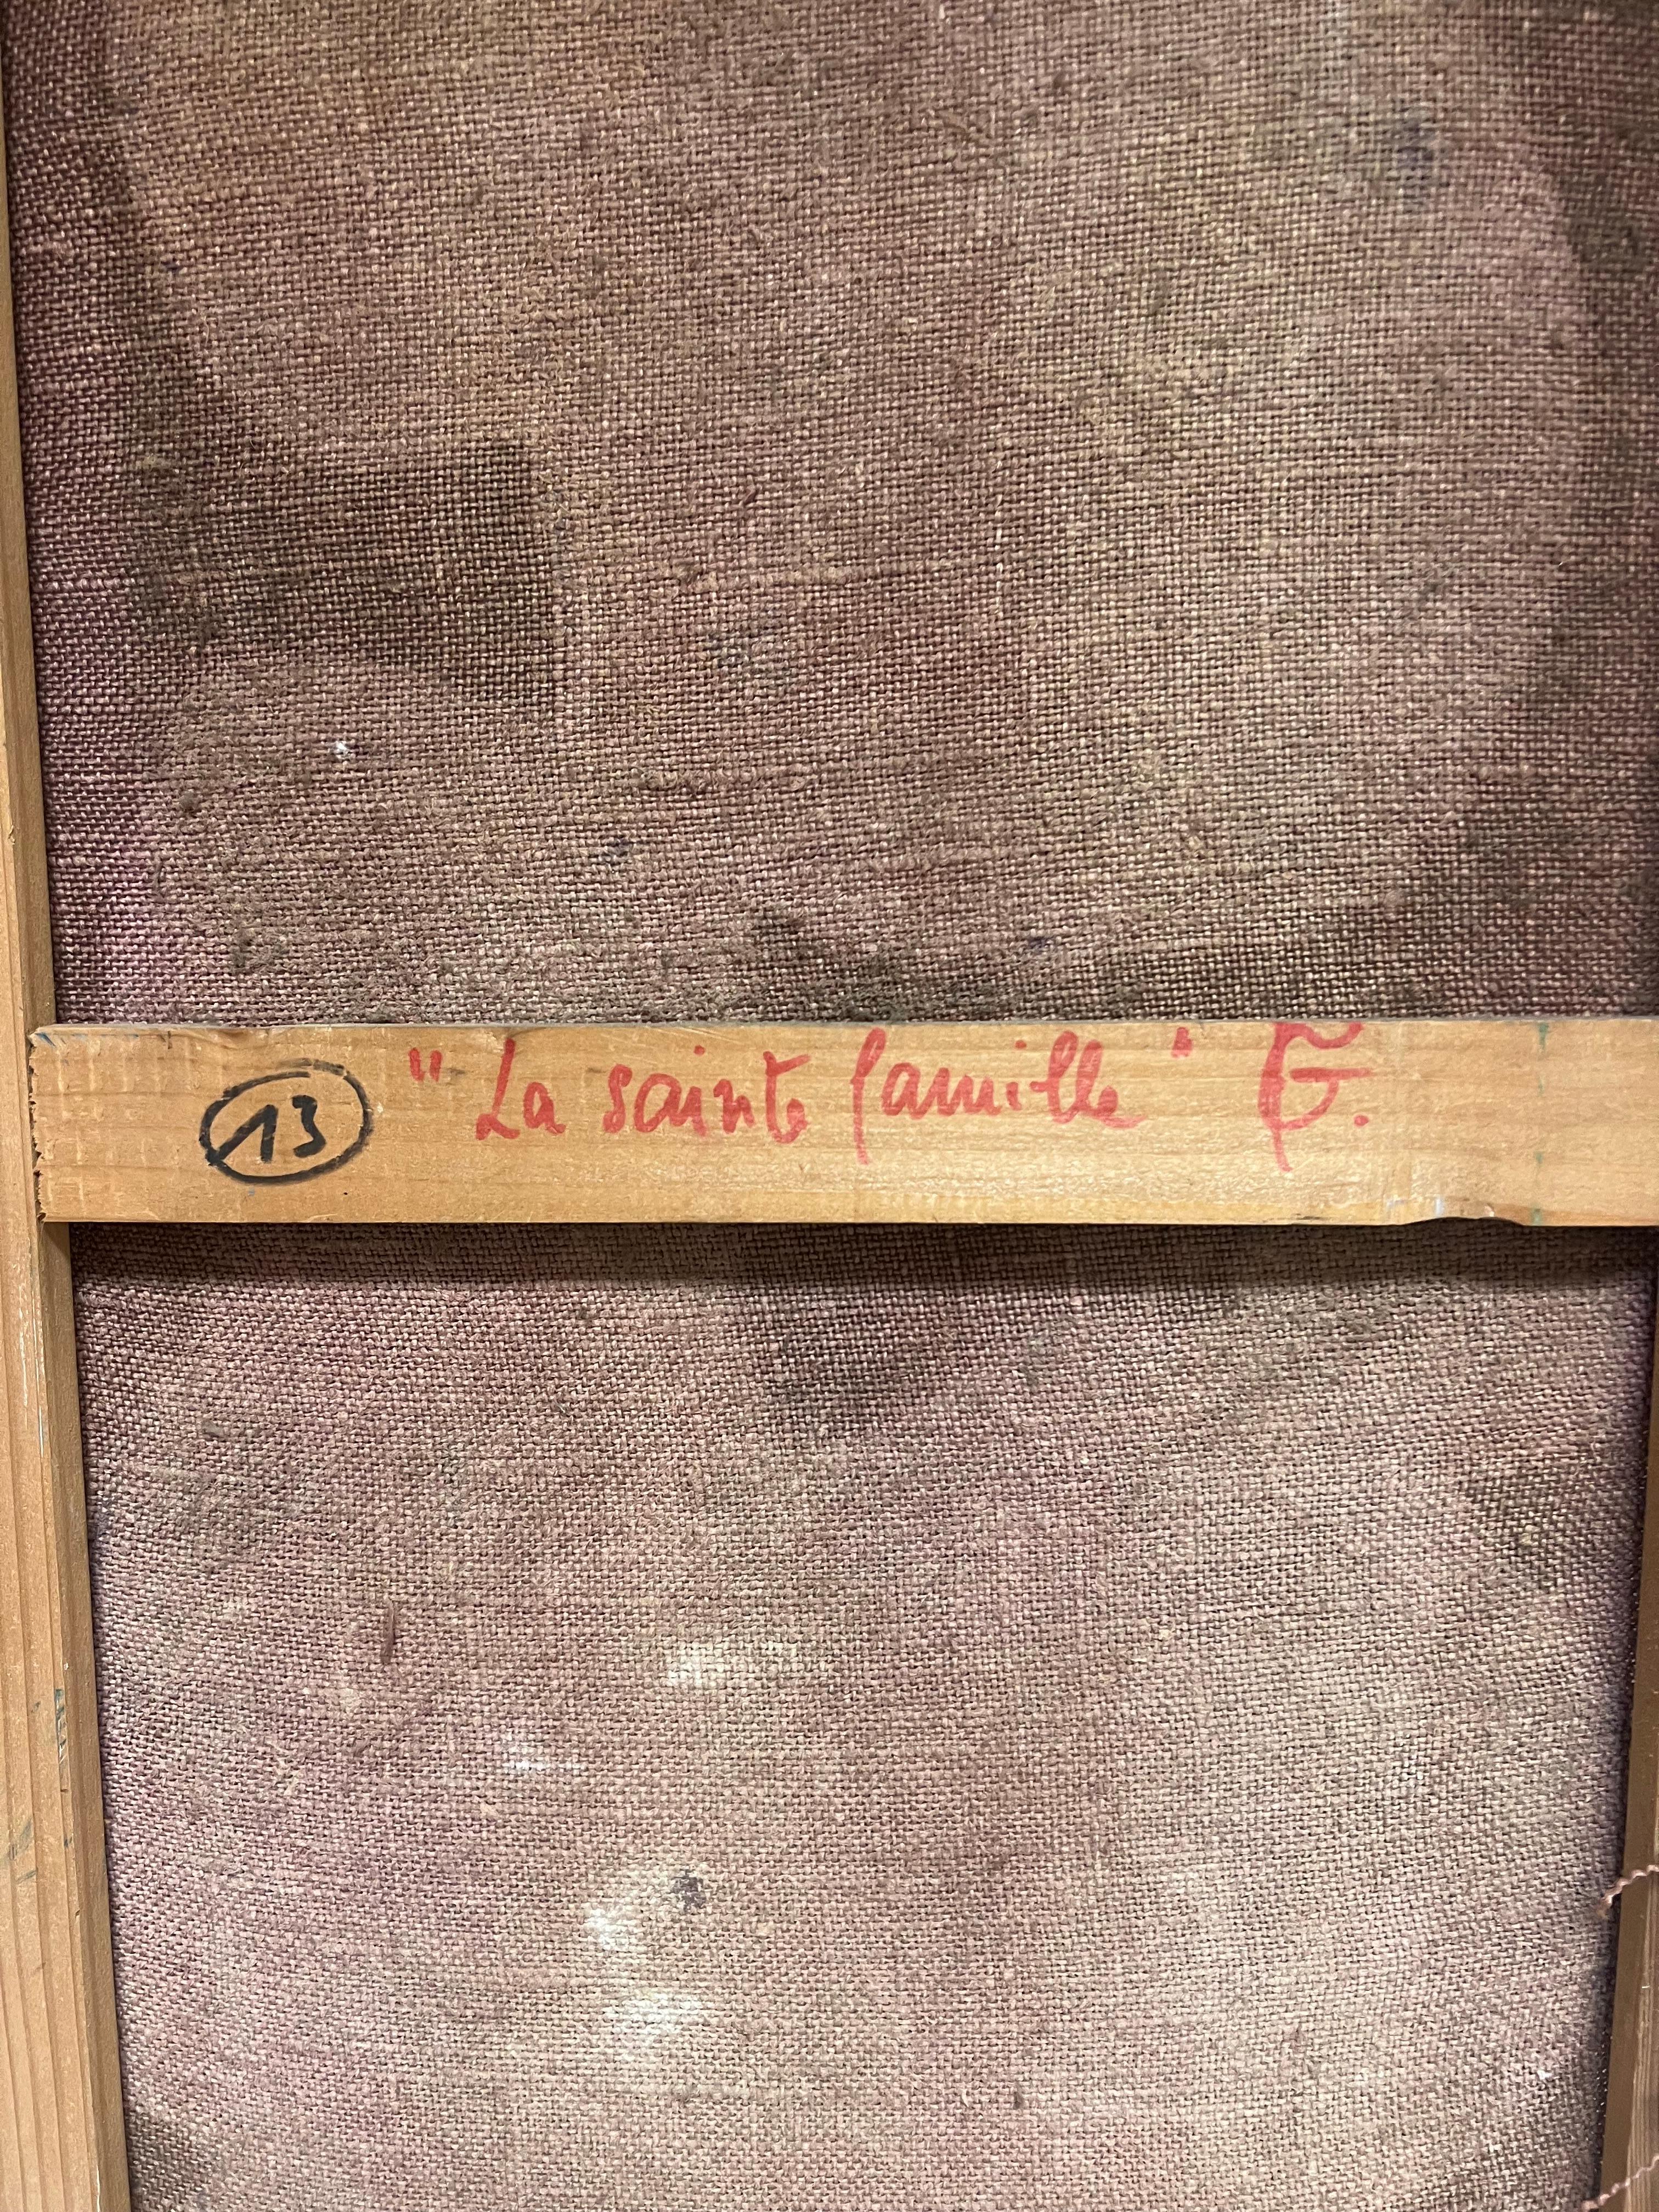 13 "La sainte famille" F.